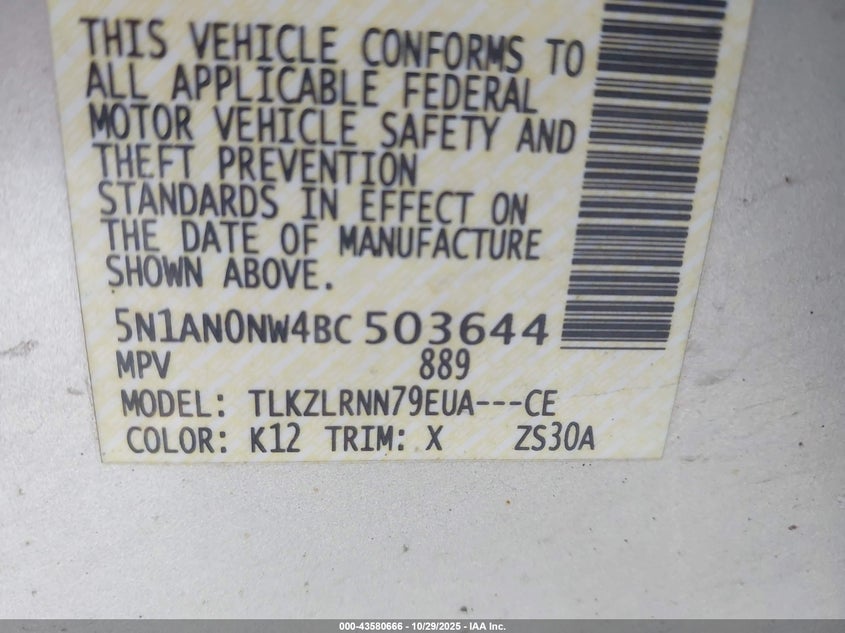 THIS VEHICLE CONFORMS TO
ALL APPLICABLE FEDERAL
MOTOR VEHICLE SAFETY AND
THEFT PREVENTION
STANDARDS IN EFFECT ON
THE DATE OF MANUFACTURE
SHOWN ABOVE.
5N1AN0NW4BC503644
MPV 889
MODEL: TLKZLRNN79EUA---CE
COLOR: K12 TRIM: X ZS30A
000-43580666 - 10/29/2025 - IAA Inc.